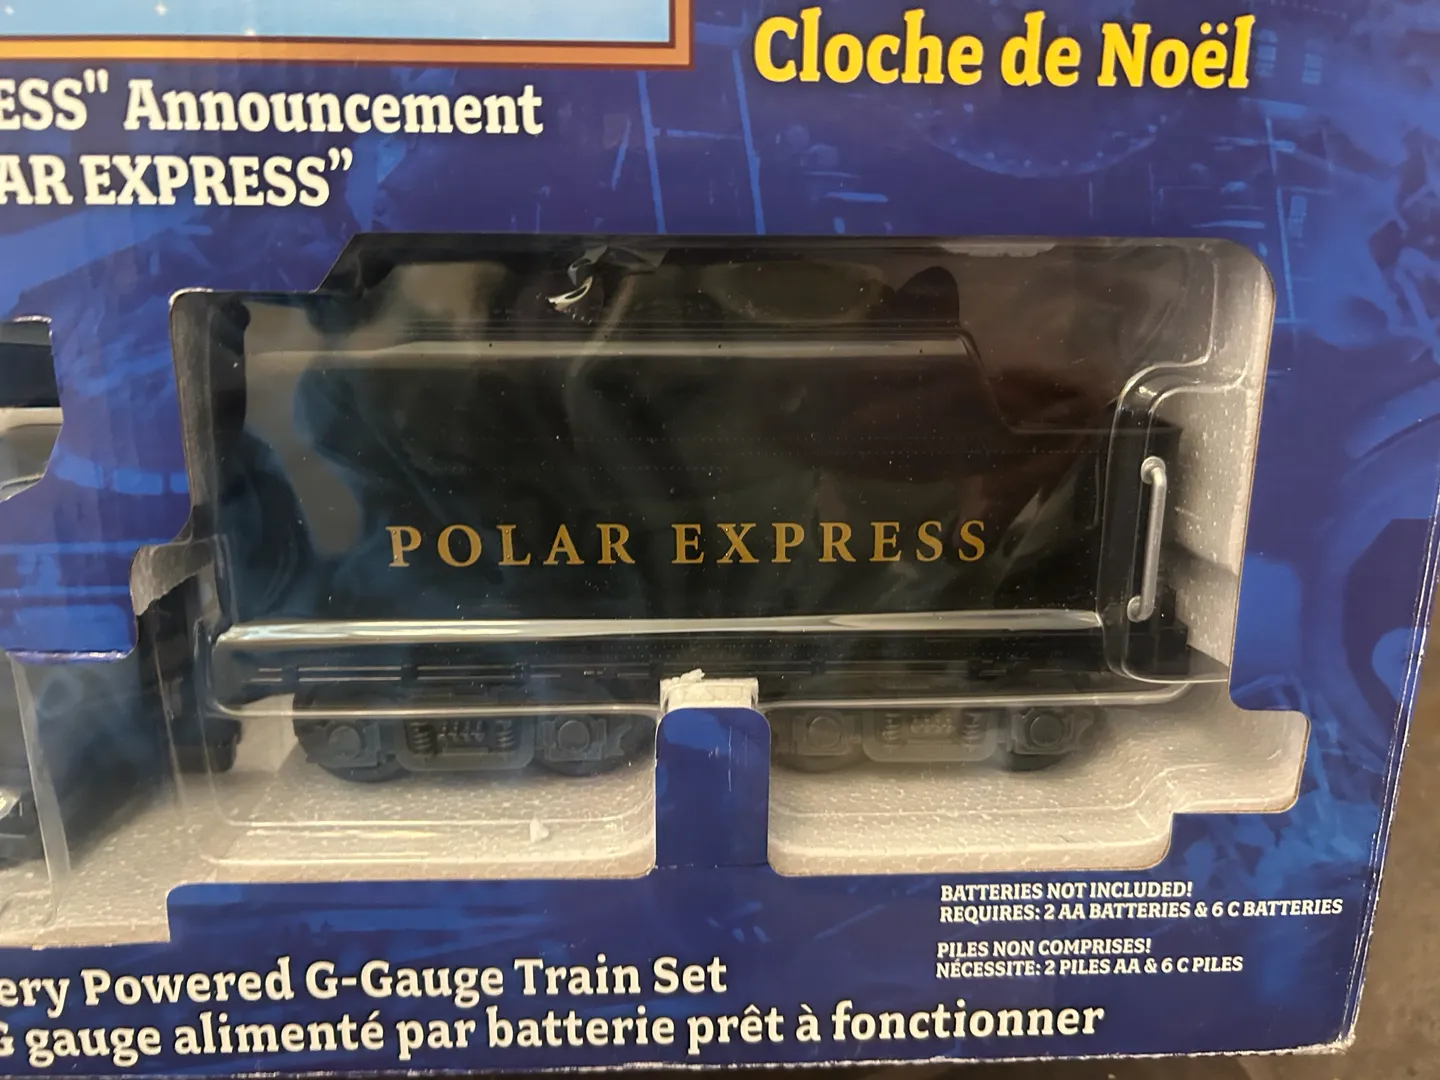 Cloche de Noël
ESS" Announcement
AR EXPRESS”
POLAR EXPRESS
BATTERIES NOT INCLUDED!
REQUIRES: 2 AA BATTERIES & 6 C BATTERIES
PILES NON COMPRISES!
NÉCESSITE: 2 PILES AA & 6 C PILES
ery Powered G-Gauge Train Set
G gauge alimenté par batterie prêt à fonctionner